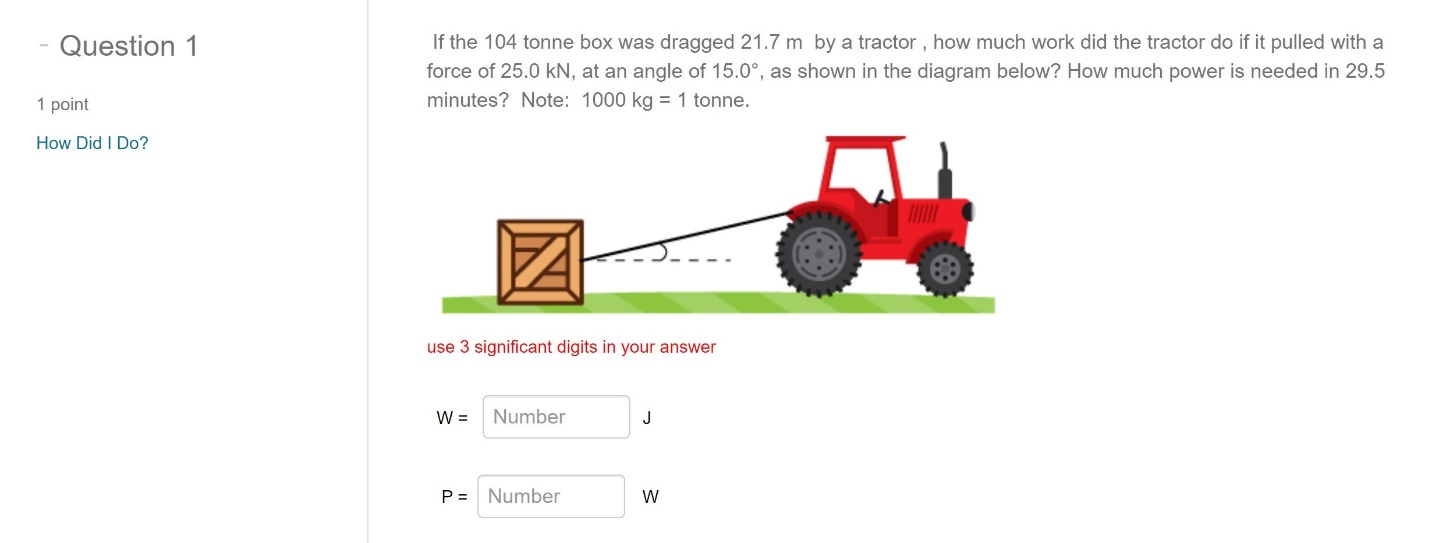 - Question 1
1 point
How Did I Do?
If the 104 tonne box was dragged 21.7 m by a tractor , how much work did the tractor do if it pulled with a
force of 25.0 kN, at an angle of 15.0°, as shown in the diagram below? How much power is needed in 29.5
minutes? Note: 1000 kg = 1 tonne.
use 3 significant digits in your answer
W = Number J
P = Number W